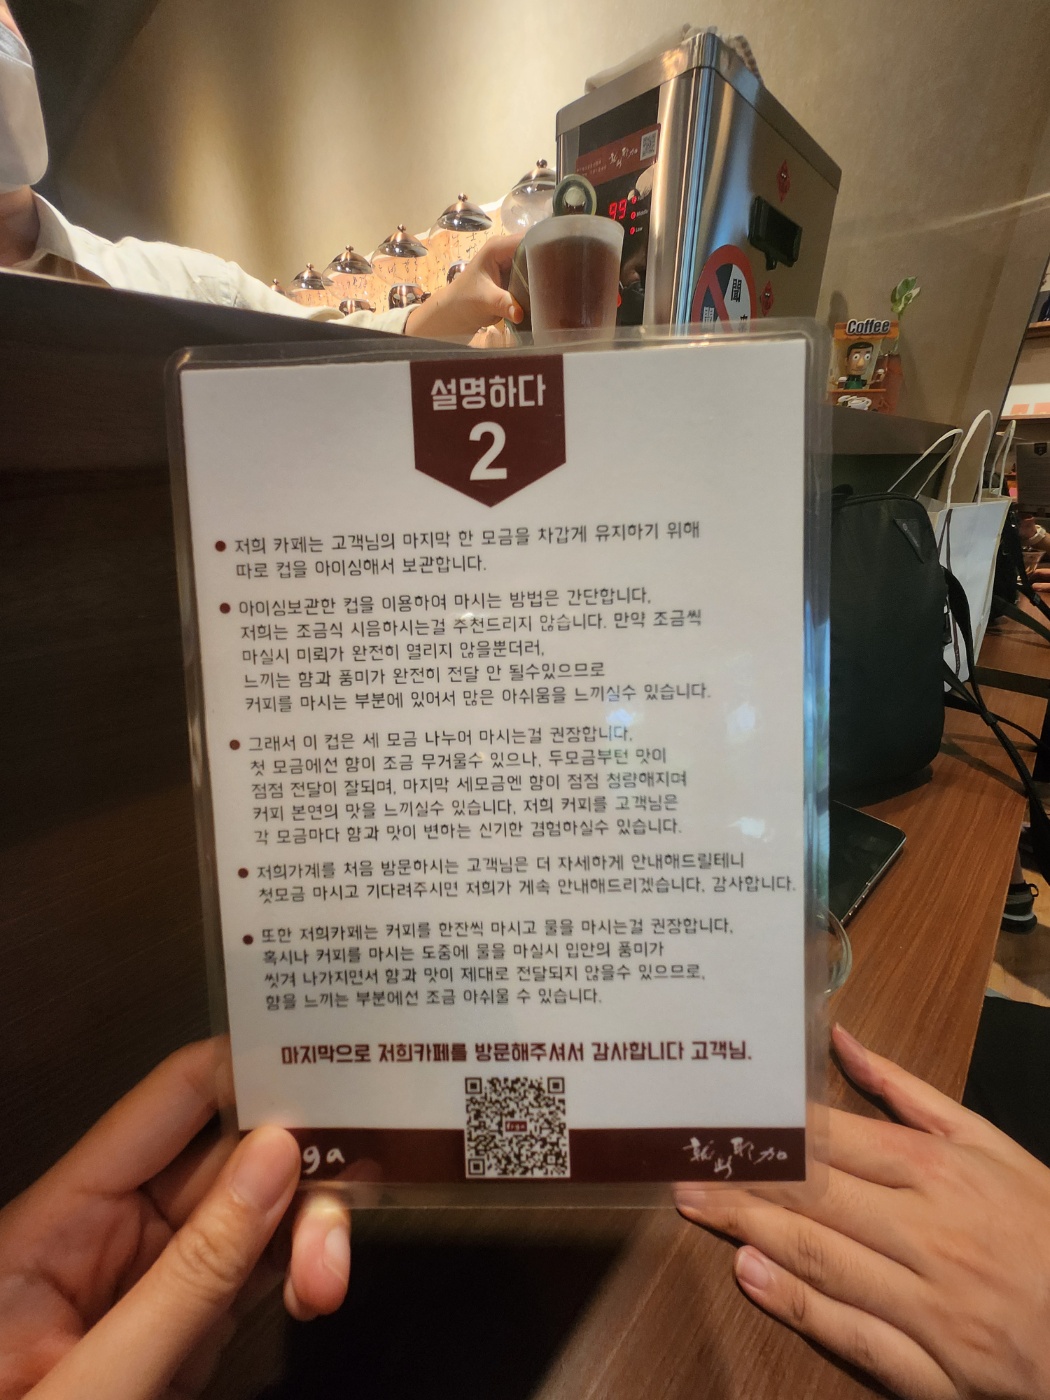 99
Coffee
설명하다
2
저희 카페는 고객님의 마지막 한 모금을 차갑게 유지하기 위해
따로 컵을 아이싱해서 보관합니다.
아이싱보관한 컵을 이용하여 마시는 방법은 간단합니다,
저희는 조금식 시음하시는걸 추천드리지 않습니다. 만약 조금씩
마실시 미뢰가 완전히 열리지 않을뿐더러,
느끼는 향과 풍미가 완전히 전달 안 될수있으므로
커피를 마시는 부분에 있어서 많은 아쉬움을 느끼실수 있습니다.
그래서 이 컵은 세 모금 나누어 마시는걸 권장합니다,
첫 모금에선 향이 조금 무거울수 있으나, 두모금부턴 맛이
점점 전달이 잘되며, 마지막 세모금엔 향이 점점 청량해지며
커피 본연의 맛을 느끼실수 있습니다, 저희 커피를 고객님은
각 모금마다 향과 맛이 변하는 신기한 경험하실수 있습니다.
저희가계를 처음 방문하시는 고객님은 더 자세하게 안내해드릴테니
첫모금 마시고 기다려주시면 저희가 게속 안내해드리겠습니다, 감사합니다.
또한 저희카페는 커피를 한잔씩 마시고 물을 마시는걸 권장합니다,
혹시나 커피를 마시는 도중에 물을 마실시 입안의 풍미가
씻겨 나가지면서 향과 맛이 제대로 전달되지 않을수 있으므로,
향을 느끼는 부분에선 조금 아쉬울 수 있습니다.
마지막으로 저희카페를 방문해주셔서 감사합니다 고객님.
ga